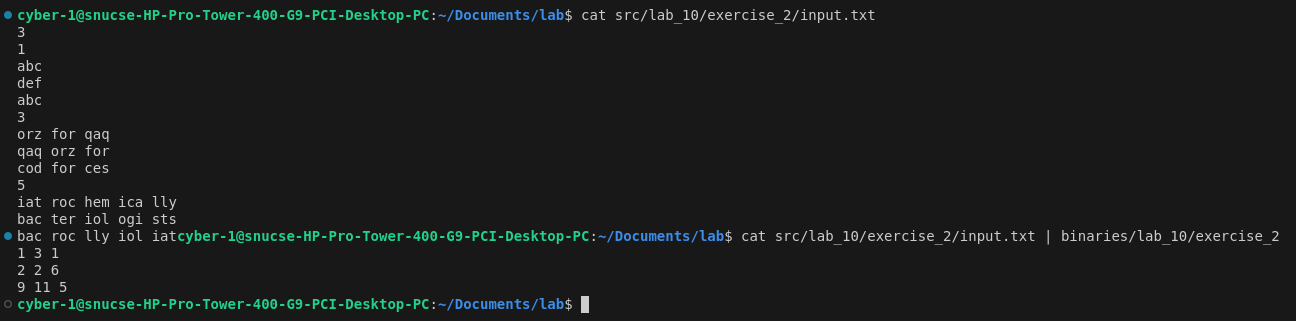 cyber-1@snucse-HP-Pro-Tower-400-G9-PCI-Desktop-PC:~/Documents/lab$ cat src/lab_10/exercise_2/input.txt
3
1
abc
def
abc
3
orz for qaq
qaq orz for
cod for ces
5
iat roc hem ica lly
bac ter iol ogi sts
bac roc lly iol iatcyber-1@snucse-HP-Pro-Tower-400-G9-PCI-Desktop-PC:~/Documents/lab$ cat src/lab_10/exercise_2/input.txt | binaries/lab_10/exercise_2
1 3 1
2 2 6
9 11 5
cyber-1@snucse-HP-Pro-Tower-400-G9-PCI-Desktop-PC:~/Documents/lab$